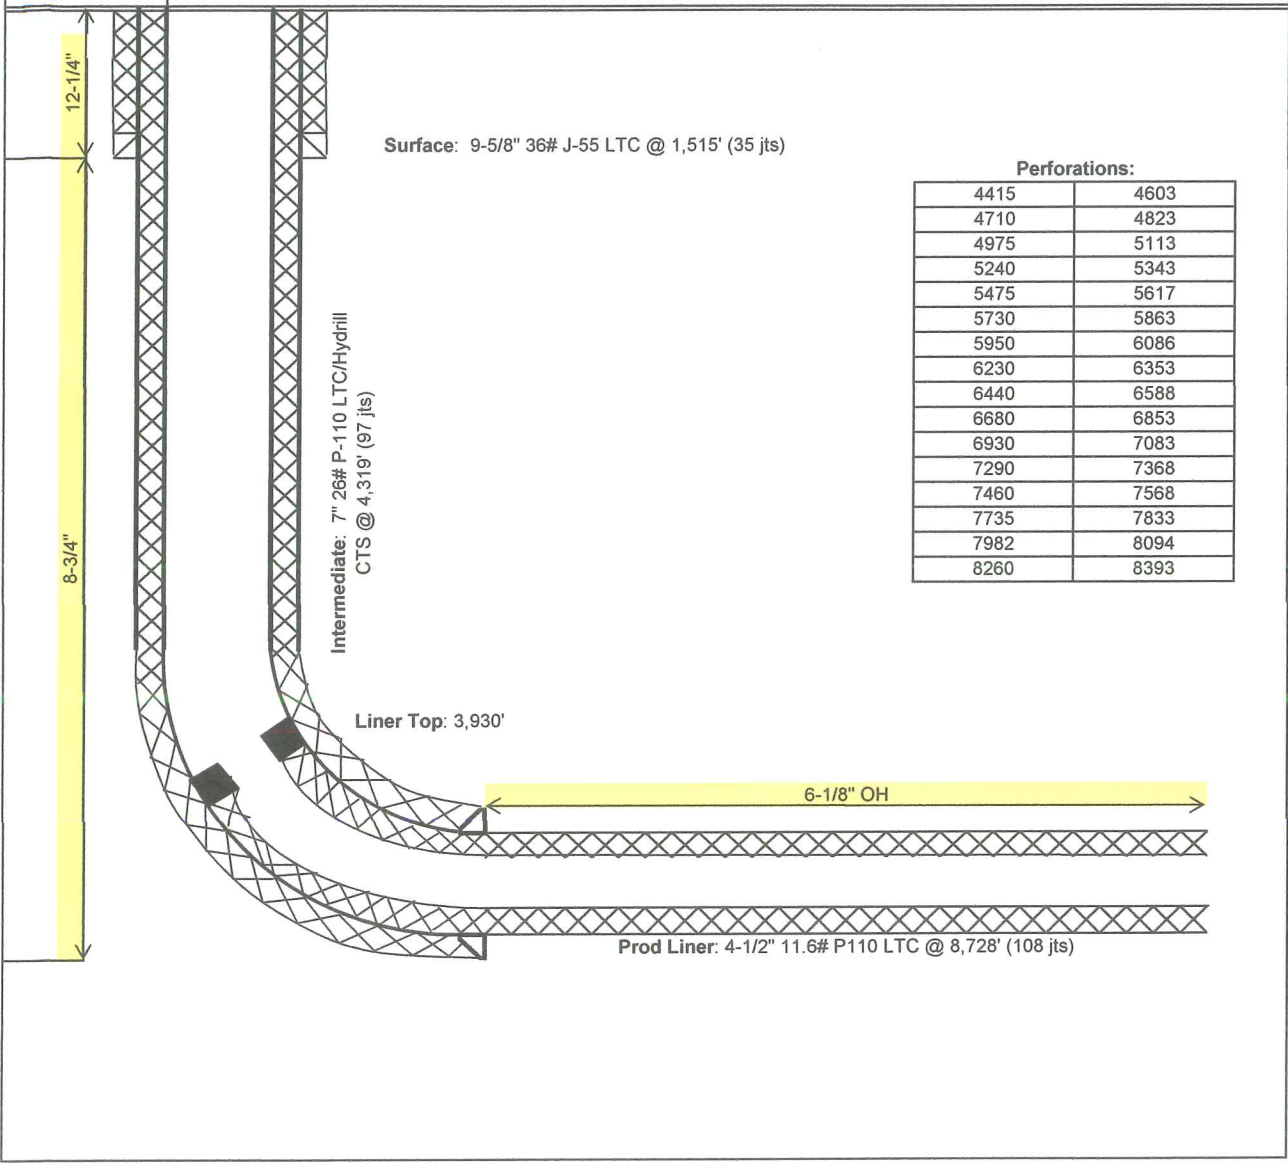 12-1/4"
Surface: 9-5/8" 36# J-55 LTC @ 1,515' (35 jts)
Perforations:
4415 4603
4710 4823
4975 5113
5240 5343
5475 5617
5730 5863
5950 6086
6230 6353
6440 6588
6680 6853
6930 7083
7290 7368
7460 7568
7735 7833
7982 8094
8260 8393
Intermediate: 7" 26# P-110 LTC/Hydrill
CTS @ 4,319' (97 jts)
8-3/4"
Liner Top: 3,930'
6-1/8" OH
Prod Liner: 4-1/2" 11.6# P110 LTC @ 8,728' (108 jts)